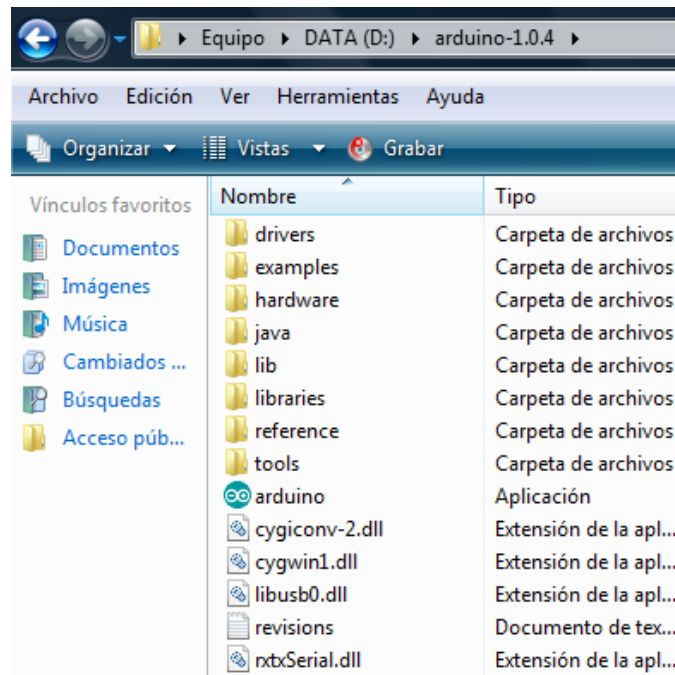 Equipo ▸ DATA (D:) ▸ arduino-1.0.4 ▸
Archivo Edición Ver Herramientas Ayuda
Organizar Vistas Grabar
Vínculos favoritos
Documentos
Imágenes
Música
Cambiados ...
Búsquedas
Acceso púb...
Nombre Tipo
drivers Carpeta de archivos
examples Carpeta de archivos
hardware Carpeta de archivos
java Carpeta de archivos
lib Carpeta de archivos
libraries Carpeta de archivos
reference Carpeta de archivos
tools Carpeta de archivos
arduino Aplicación
cygiconv-2.dll Extensión de la apl...
cygwin1.dll Extensión de la apl...
libusb0.dll Extensión de la apl...
revisions Documento de tex...
rxtxSerial.dll Extensión de la apl...